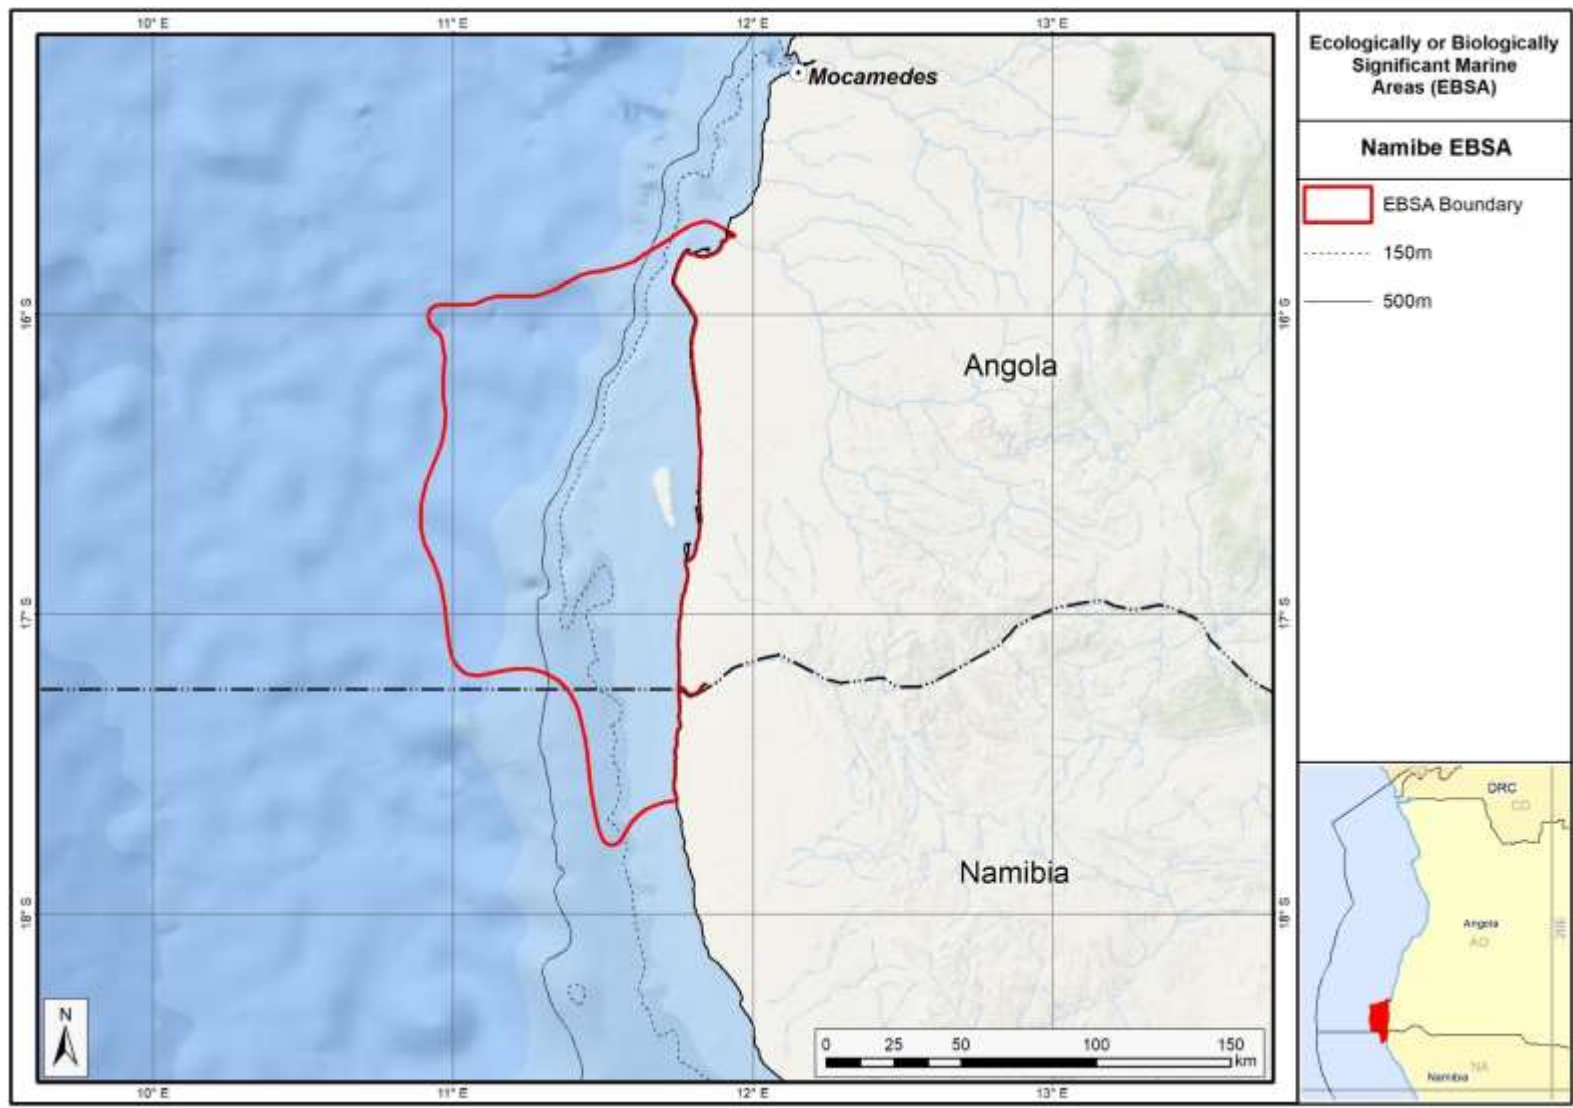 10° E
11° E
12° E
13° E
Mocamedes
16° S
16° S
Angola
17° S
17° S
Namibia
18° S
18° S
N
0 25 50 100 150
km
10° E
11° E
12° E
13° E
Ecologically or Biologically
Significant Marine
Areas (EBSA)
Namibe EBSA
EBSA Boundary
150m
500m
DRC
CD
Angola
AO
NA
Namibia